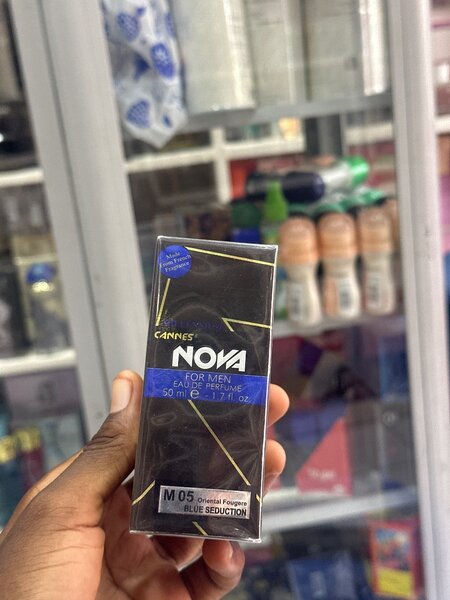 Made
From French
Fragrance
CANNES
NOVA
FOR MEN
EAU DE PERFUME
50 ml e - 1.7 fl. oz.
M 05 Oriental Fougere
BLUE SEDUCTION